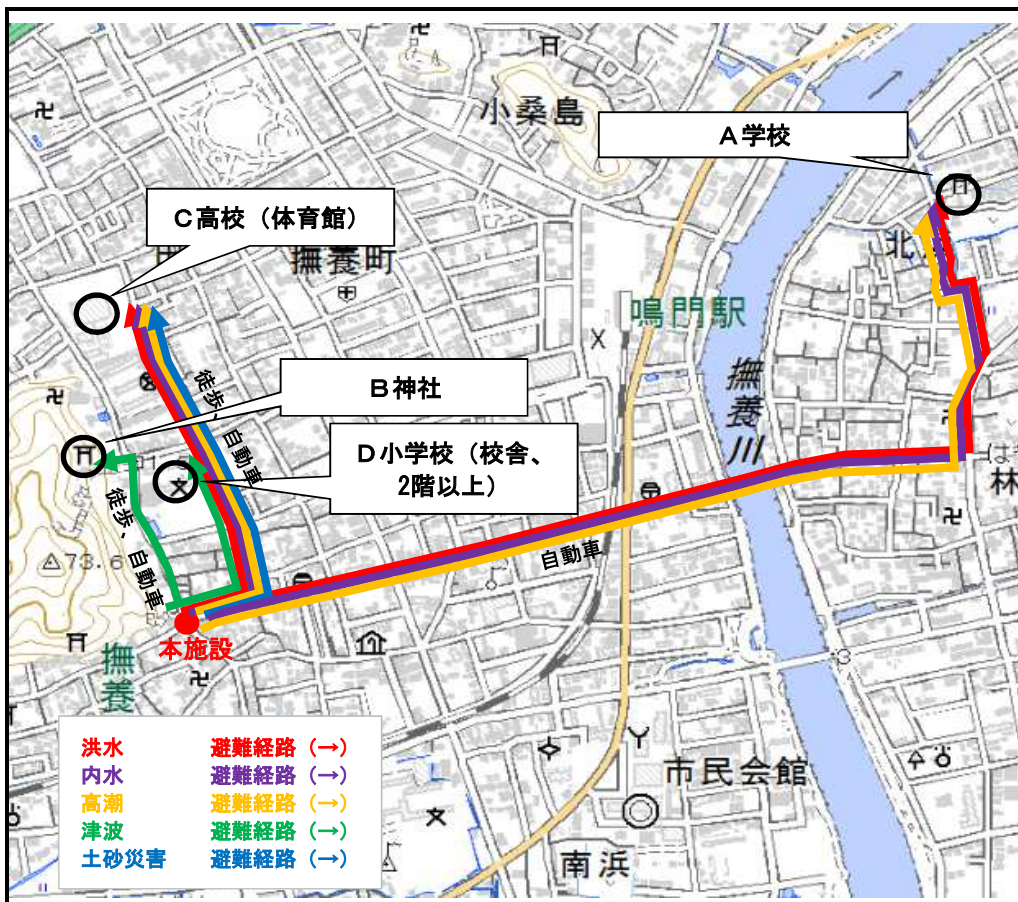 小桑島
A学校
C高校（体育館）
撫養町
北
鳴門駅
B神社
撫養川
D小学校（校舎、
2階以上）
徒歩、自動車
徒歩、自動車
自動車
林
73.6
本施設
撫養
洪水 避難経路（→）
内水 避難経路（→）
高潮 避難経路（→）
津波 避難経路（→）
土砂災害 避難経路（→）
市民会館
南浜